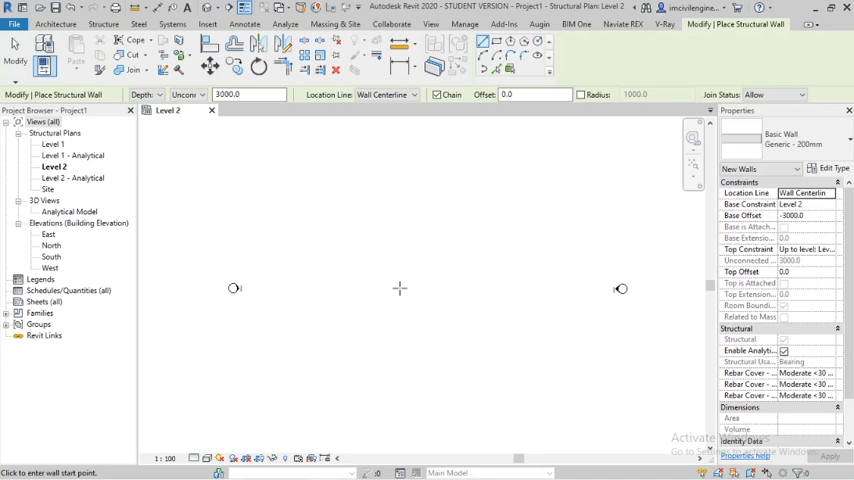 Autodesk Revit 2020 - STUDENT VERSION - Project1 - Structural Plan: Level 2
imcivilengine...
File Architecture Structure Steel Systems Insert Annotate Analyze Massing & Site Collaborate View Manage Add-Ins Augin BIM One Naviate REX V-Ray Modify | Place Structural Wall
Modify
Paste
Cope
Cut
Join
Modify | Place Structural Wall Depth: Uncon 3000.0 Location Line: Wall Centerline Chain Offset: 0.0 Radius: 1000.0 Join Status: Allow
Project Browser - Project1
Level 2
Properties
Views (all)
Structural Plans
Level 1
Level 1 - Analytical
Level 2
Level 2 - Analytical
Site
3D Views
Analytical Model
Elevations (Building Elevation)
East
North
South
West
Legends
Schedules/Quantities (all)
Sheets (all)
Families
Groups
Revit Links
Basic Wall
Generic - 200mm
New Walls Edit Type
Constraints
Location Line Wall Centerlin
Base Constraint Level 2
Base Offset -3000.0
Base is Attach...
Base Extensio... 0.0
Top Constraint Up to level: Lev...
Unconnected ... 3000.0
Top Offset 0.0
Top is Attached
Top Extension... 0.0
Room Boundi...
Related to Mass
Structural
Structural
Enable Analyti...
Structural Usa... Bearing
Rebar Cover - ... Moderate <30 ...
Rebar Cover - ... Moderate <30 ...
Rebar Cover - ... Moderate <30 ...
Dimensions
Area
Volume
Identity Data
Properties help
Apply
Activate Windows
Go to Settings to activate Windows.
1 : 100
Click to enter wall start point.
:0
Main Model
:0